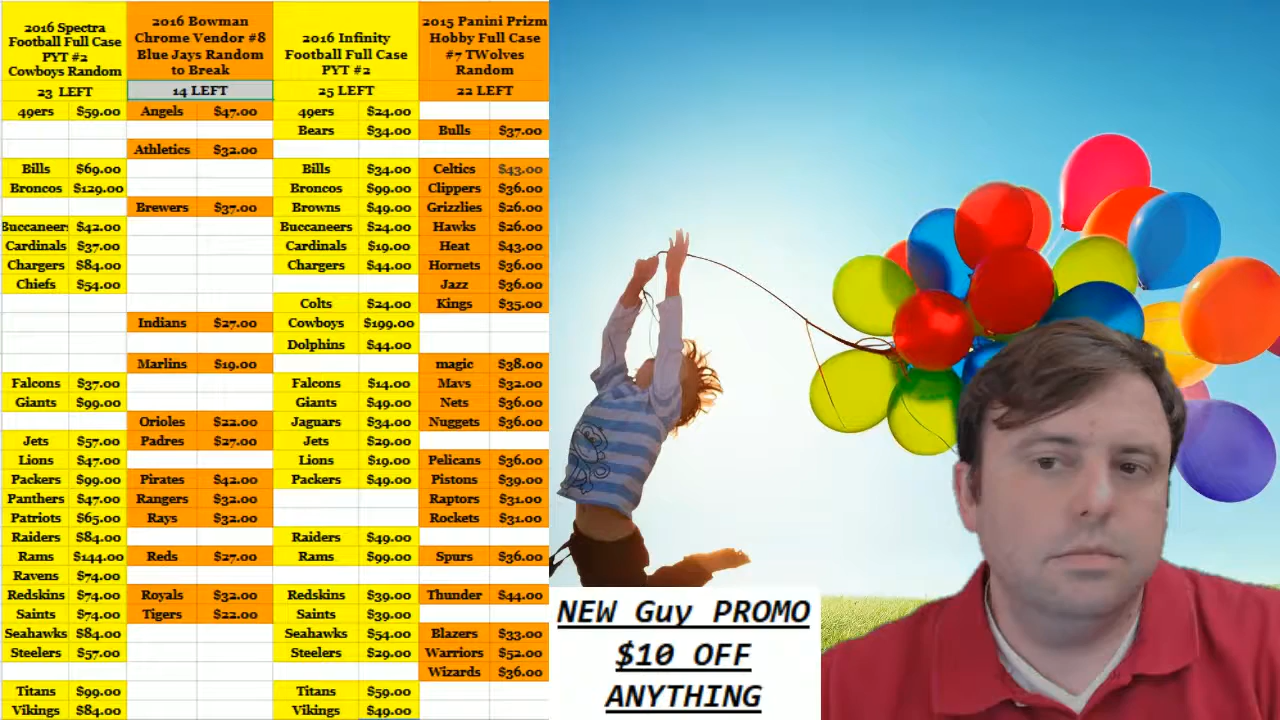 2016 Spectra
Football Full Case
PYT #2
Cowboys Random
23 LEFT
49ers $59.00
Bills $69.00
Broncos $129.00
Buccaneers $42.00
Cardinals $37.00
Chargers $84.00
Chiefs $54.00
Falcons $37.00
Giants $99.00
Jets $57.00
Lions $47.00
Packers $99.00
Panthers $47.00
Patriots $65.00
Raiders $84.00
Rams $144.00
Ravens $74.00
Redskins $74.00
Saints $74.00
Seahawks $84.00
Steelers $57.00
Titans $99.00
Vikings $84.00
2016 Bowman
Chrome Vendor #8
Blue Jays Random
to Break
14 LEFT
Angels $47.00
Athletics $32.00
Brewers $37.00
Indians $27.00
Marlins $19.00
Orioles $22.00
Padres $27.00
Pirates $42.00
Rangers $32.00
Rays $32.00
Reds $27.00
Royals $32.00
Tigers $22.00
2016 Infinity
Football Full Case
PYT #2
25 LEFT
49ers $24.00
Bears $34.00
Bills $34.00
Broncos $99.00
Browns $49.00
Buccaneers $24.00
Cardinals $19.00
Chargers $44.00
Colts $24.00
Cowboys $199.00
Dolphins $44.00
Falcons $14.00
Giants $49.00
Jaguars $34.00
Jets $29.00
Lions $19.00
Packers $49.00
Raiders $49.00
Rams $99.00
Redskins $39.00
Saints $39.00
Seahawks $54.00
Steelers $29.00
Titans $59.00
Vikings $49.00
2015 Panini Prizm
Hobby Full Case
#7 TWolves
Random
22 LEFT
Bulls $37.00
Celtics $43.00
Clippers $36.00
Grizzlies $26.00
Hawks $26.00
Heat $43.00
Hornets $36.00
Jazz $36.00
Kings $35.00
magic $38.00
Mavs $32.00
Nets $36.00
Nuggets $36.00
Pelicans $36.00
Pistons $39.00
Raptors $31.00
Rockets $31.00
Spurs $36.00
Thunder $44.00
Blazers $33.00
Warriors $52.00
Wizards $36.00
NEW Guy PROMO
$10 OFF
ANYTHING